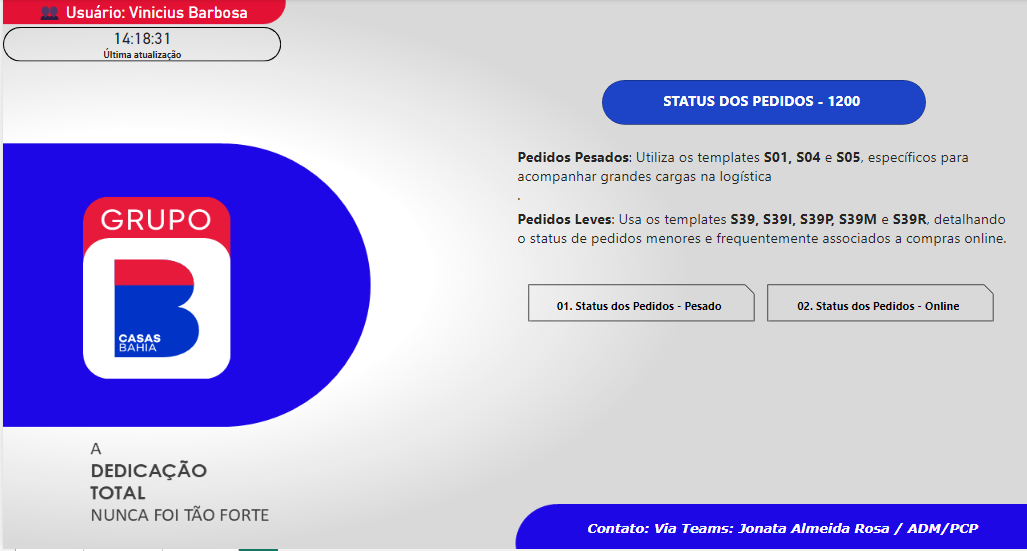 Usuário: Vinicius Barbosa
14:18:31
Última atualização
STATUS DOS PEDIDOS - 1200
Pedidos Pesados: Utiliza os templates S01, S04 e S05, específicos para
acompanhar grandes cargas na logística
.
Pedidos Leves: Usa os templates S39, S39I, S39P, S39M e S39R, detalhando
o status de pedidos menores e frequentemente associados a compras online.
01. Status dos Pedidos - Pesado
02. Status dos Pedidos - Online
GRUPO
CASAS
BAHIA
A
DEDICAÇÃO
TOTAL
NUNCA FOI TÃO FORTE
Contato: Via Teams: Jonata Almeida Rosa / ADM/PCP